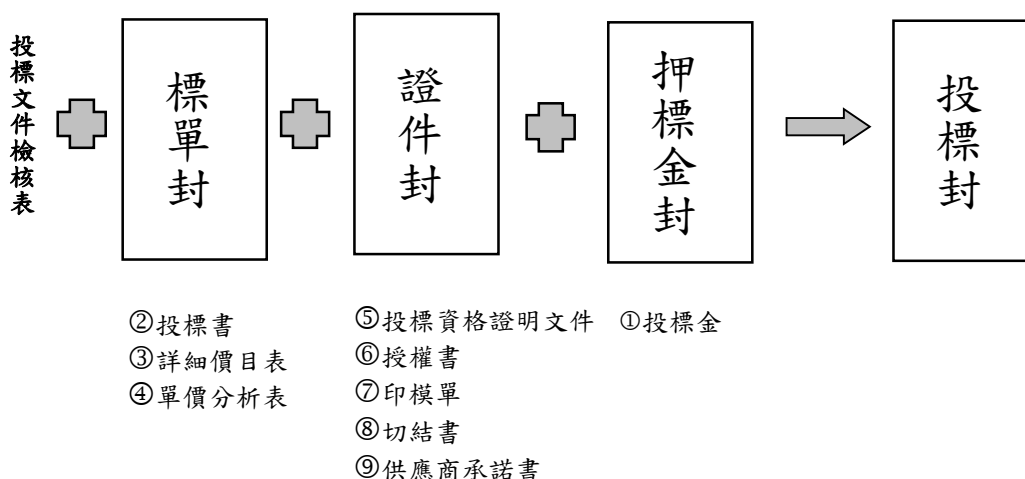 投標文件檢核表
標單封
證件封
押標金封
投標封
②投標書
③詳細價目表
④單價分析表
⑤投標資格證明文件
⑥授權書
⑦印模單
⑧切結書
⑨供應商承諾書
①投標金